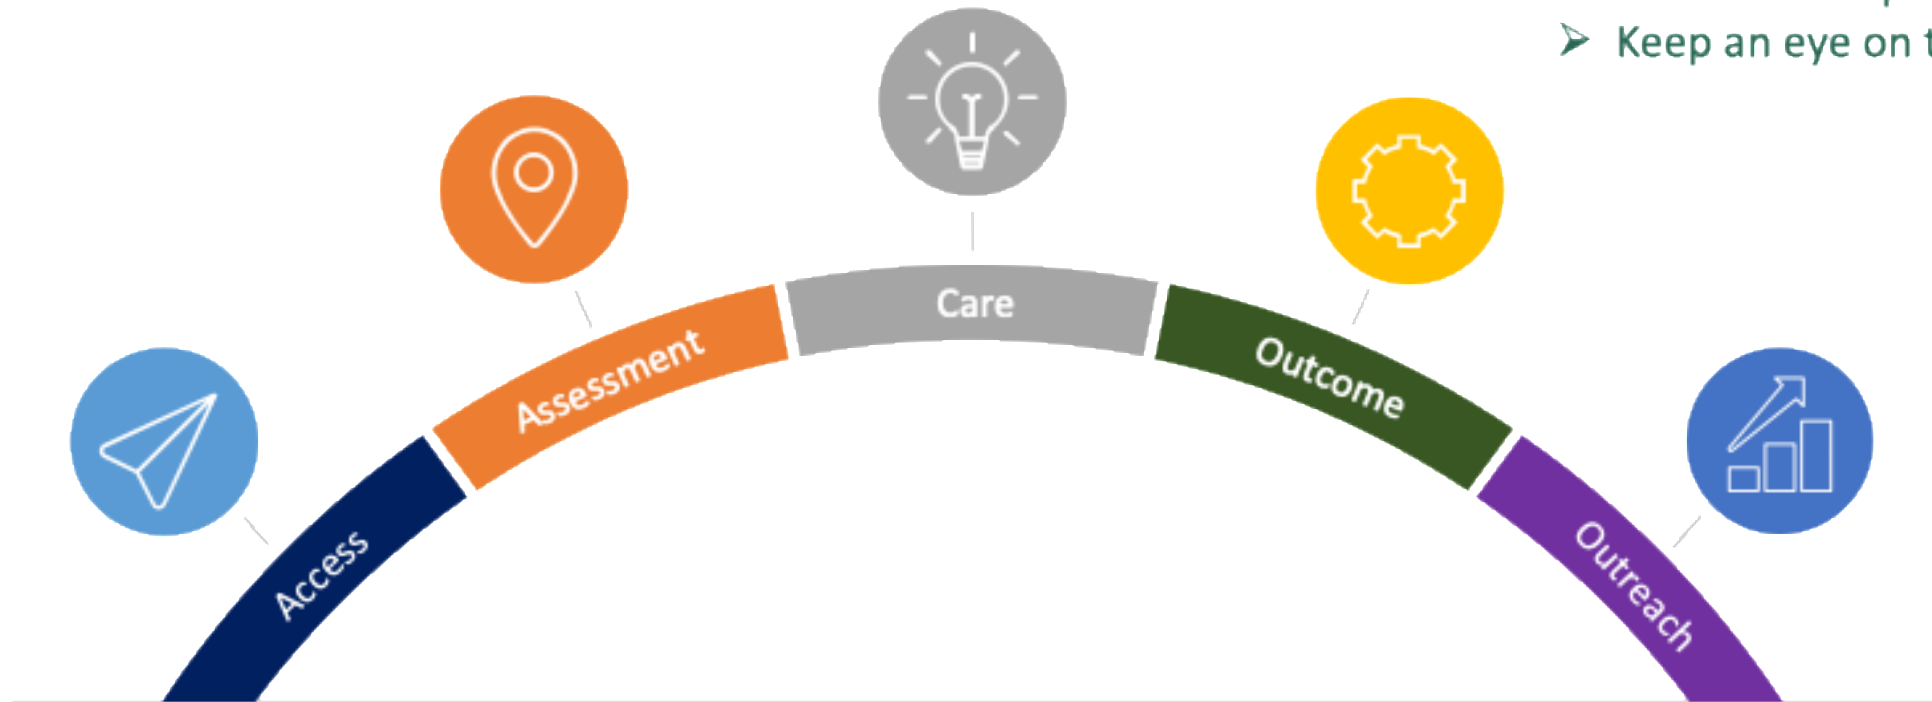 Keep an eye on
Care
Assessment
Outcome
Access
Outreach